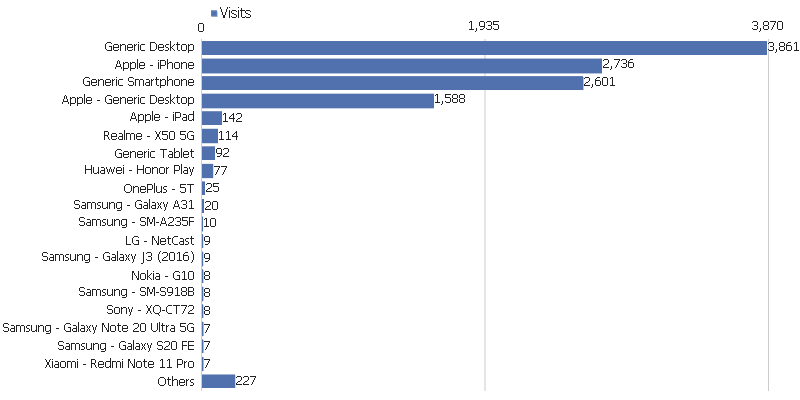 Visits
0 1,935 3,870
Generic Desktop 3,861
Apple - iPhone 2,736
Generic Smartphone 2,601
Apple - Generic Desktop 1,588
Apple - iPad 142
Realme - X50 5G 114
Generic Tablet 92
Huawei - Honor Play 77
OnePlus - 5T 25
Samsung - Galaxy A31 20
Samsung - SM-A235F 10
LG - NetCast 9
Samsung - Galaxy J3 (2016) 9
Nokia - G10 8
Samsung - SM-S918B 8
Sony - XQ-CT72 8
Samsung - Galaxy Note 20 Ultra 5G 7
Samsung - Galaxy S20 FE 7
Xiaomi - Redmi Note 11 Pro 7
Others 227